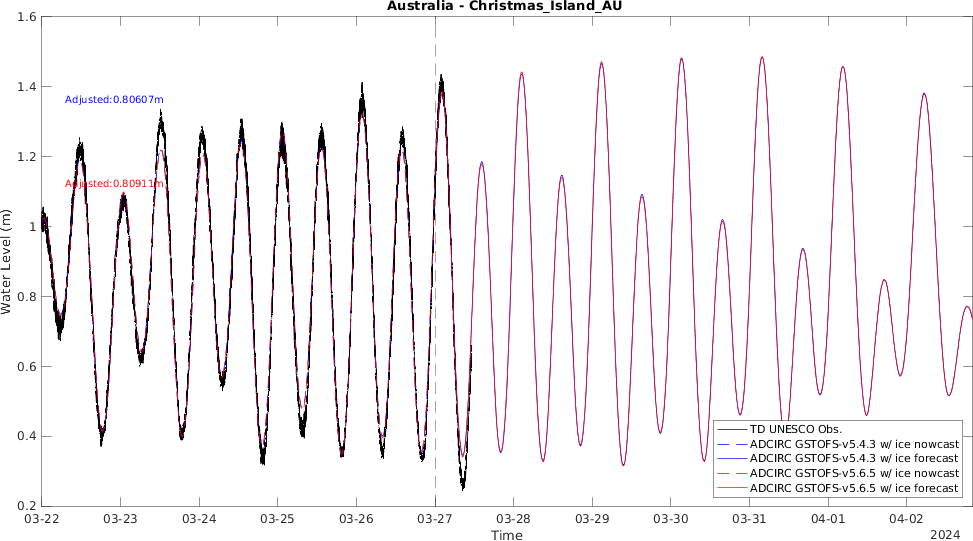 Australia - Christmas_Island_AU
Water Level (m)
1.6
1.4
1.2
1
0.8
0.6
0.4
0.2
Adjusted:0.80607m
Adjusted:0.80911m
TD UNESCO Obs.
ADCIRC GSTOFS-v5.4.3 w/ ice nowcast
ADCIRC GSTOFS-v5.4.3 w/ ice forecast
ADCIRC GSTOFS-v5.6.5 w/ ice nowcast
ADCIRC GSTOFS-v5.6.5 w/ ice forecast
03-22 03-23 03-24 03-25 03-26 03-27 03-28 03-29 03-30 03-31 04-01 04-02
Time
2024